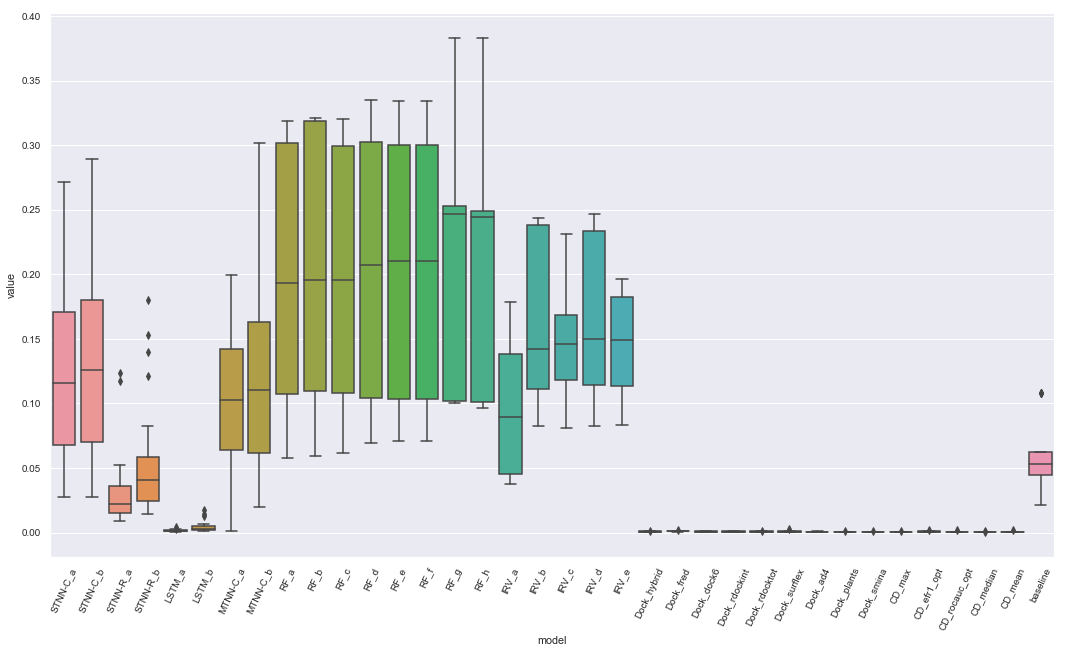 0.40
0.35
0.30
0.25
0.20
0.15
0.10
0.05
0.00
value
STNN-C_a
STNN-C_b
STNN-R_a
STNN-R_b
LSTM_a
LSTM_b
MTNN-C_a
MTNN-C_b
RF_a
RF_b
RF_c
RF_d
RF_e
RF_f
RF_g
RF_h
IRV_a
IRV_b
IRV_c
IRV_d
IRV_e
Dock_hybrid
Dock_fred
Dock_dock6
Dock_rdockint
Dock_rdocktot
Dock_surflex
Dock_ad4
Dock_plants
Dock_smina
CD_max
CD_efr1_opt
CD_rocauc_opt
CD_median
CD_mean
baseline
model